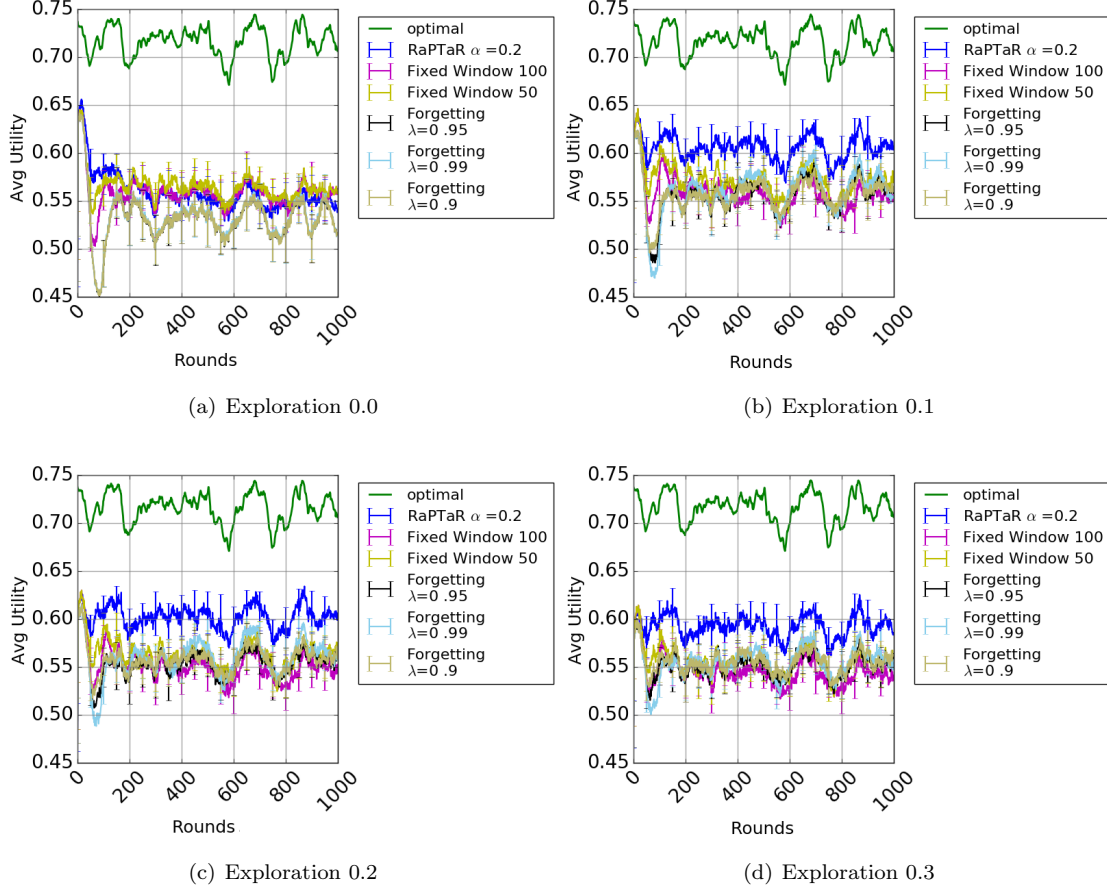 0.75
0.70
0.65
0.60
0.55
0.50
0.45
Avg Utility
0
200
400
600
800
1000
Rounds
optimal
RaPTaR α =0.2
Fixed Window 100
Fixed Window 50
Forgetting
λ=0 .95
Forgetting
λ=0 .99
Forgetting
λ=0 .9
(a) Exploration 0.0
0.75
0.70
0.65
0.60
0.55
0.50
0.45
Avg Utility
0
200
400
600
800
1000
Rounds
optimal
RaPTaR α =0.2
Fixed Window 100
Fixed Window 50
Forgetting
λ=0 .95
Forgetting
λ=0 .99
Forgetting
λ=0 .9
(b) Exploration 0.1
0.75
0.70
0.65
0.60
0.55
0.50
0.45
Avg Utility
0
200
400
600
800
1000
Rounds
optimal
RaPTaR α =0.2
Fixed Window 100
Fixed Window 50
Forgetting
λ=0 .95
Forgetting
λ=0 .99
Forgetting
λ=0 .9
(c) Exploration 0.2
0.75
0.70
0.65
0.60
0.55
0.50
0.45
Avg Utility
0
200
400
600
800
1000
Rounds
optimal
RaPTaR α =0.2
Fixed Window 100
Fixed Window 50
Forgetting
λ=0 .95
Forgetting
λ=0 .99
Forgetting
λ=0 .9
(d) Exploration 0.3